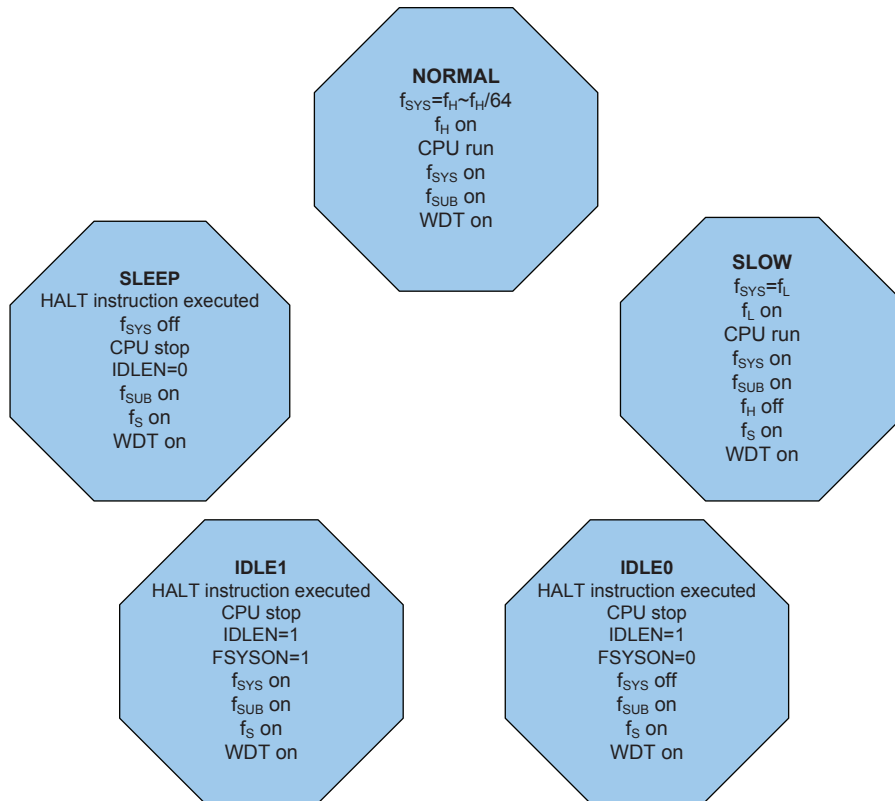 NORMAL
fSYS=fH~fH/64
fH on
CPU run
fSYS on
fSUB on
WDT on
SLEEP
HALT instruction executed
fSYS off
CPU stop
IDLEN=0
fSUB on
fS on
WDT on
SLOW
fSYS=fL
fL on
CPU run
fSYS on
fSUB on
fH off
fS on
WDT on
IDLE1
HALT instruction executed
CPU stop
IDLEN=1
FSYSON=1
fSYS on
fSUB on
fS on
WDT on
IDLE0
HALT instruction executed
CPU stop
IDLEN=1
FSYSON=0
fSYS off
fSUB on
fS on
WDT on